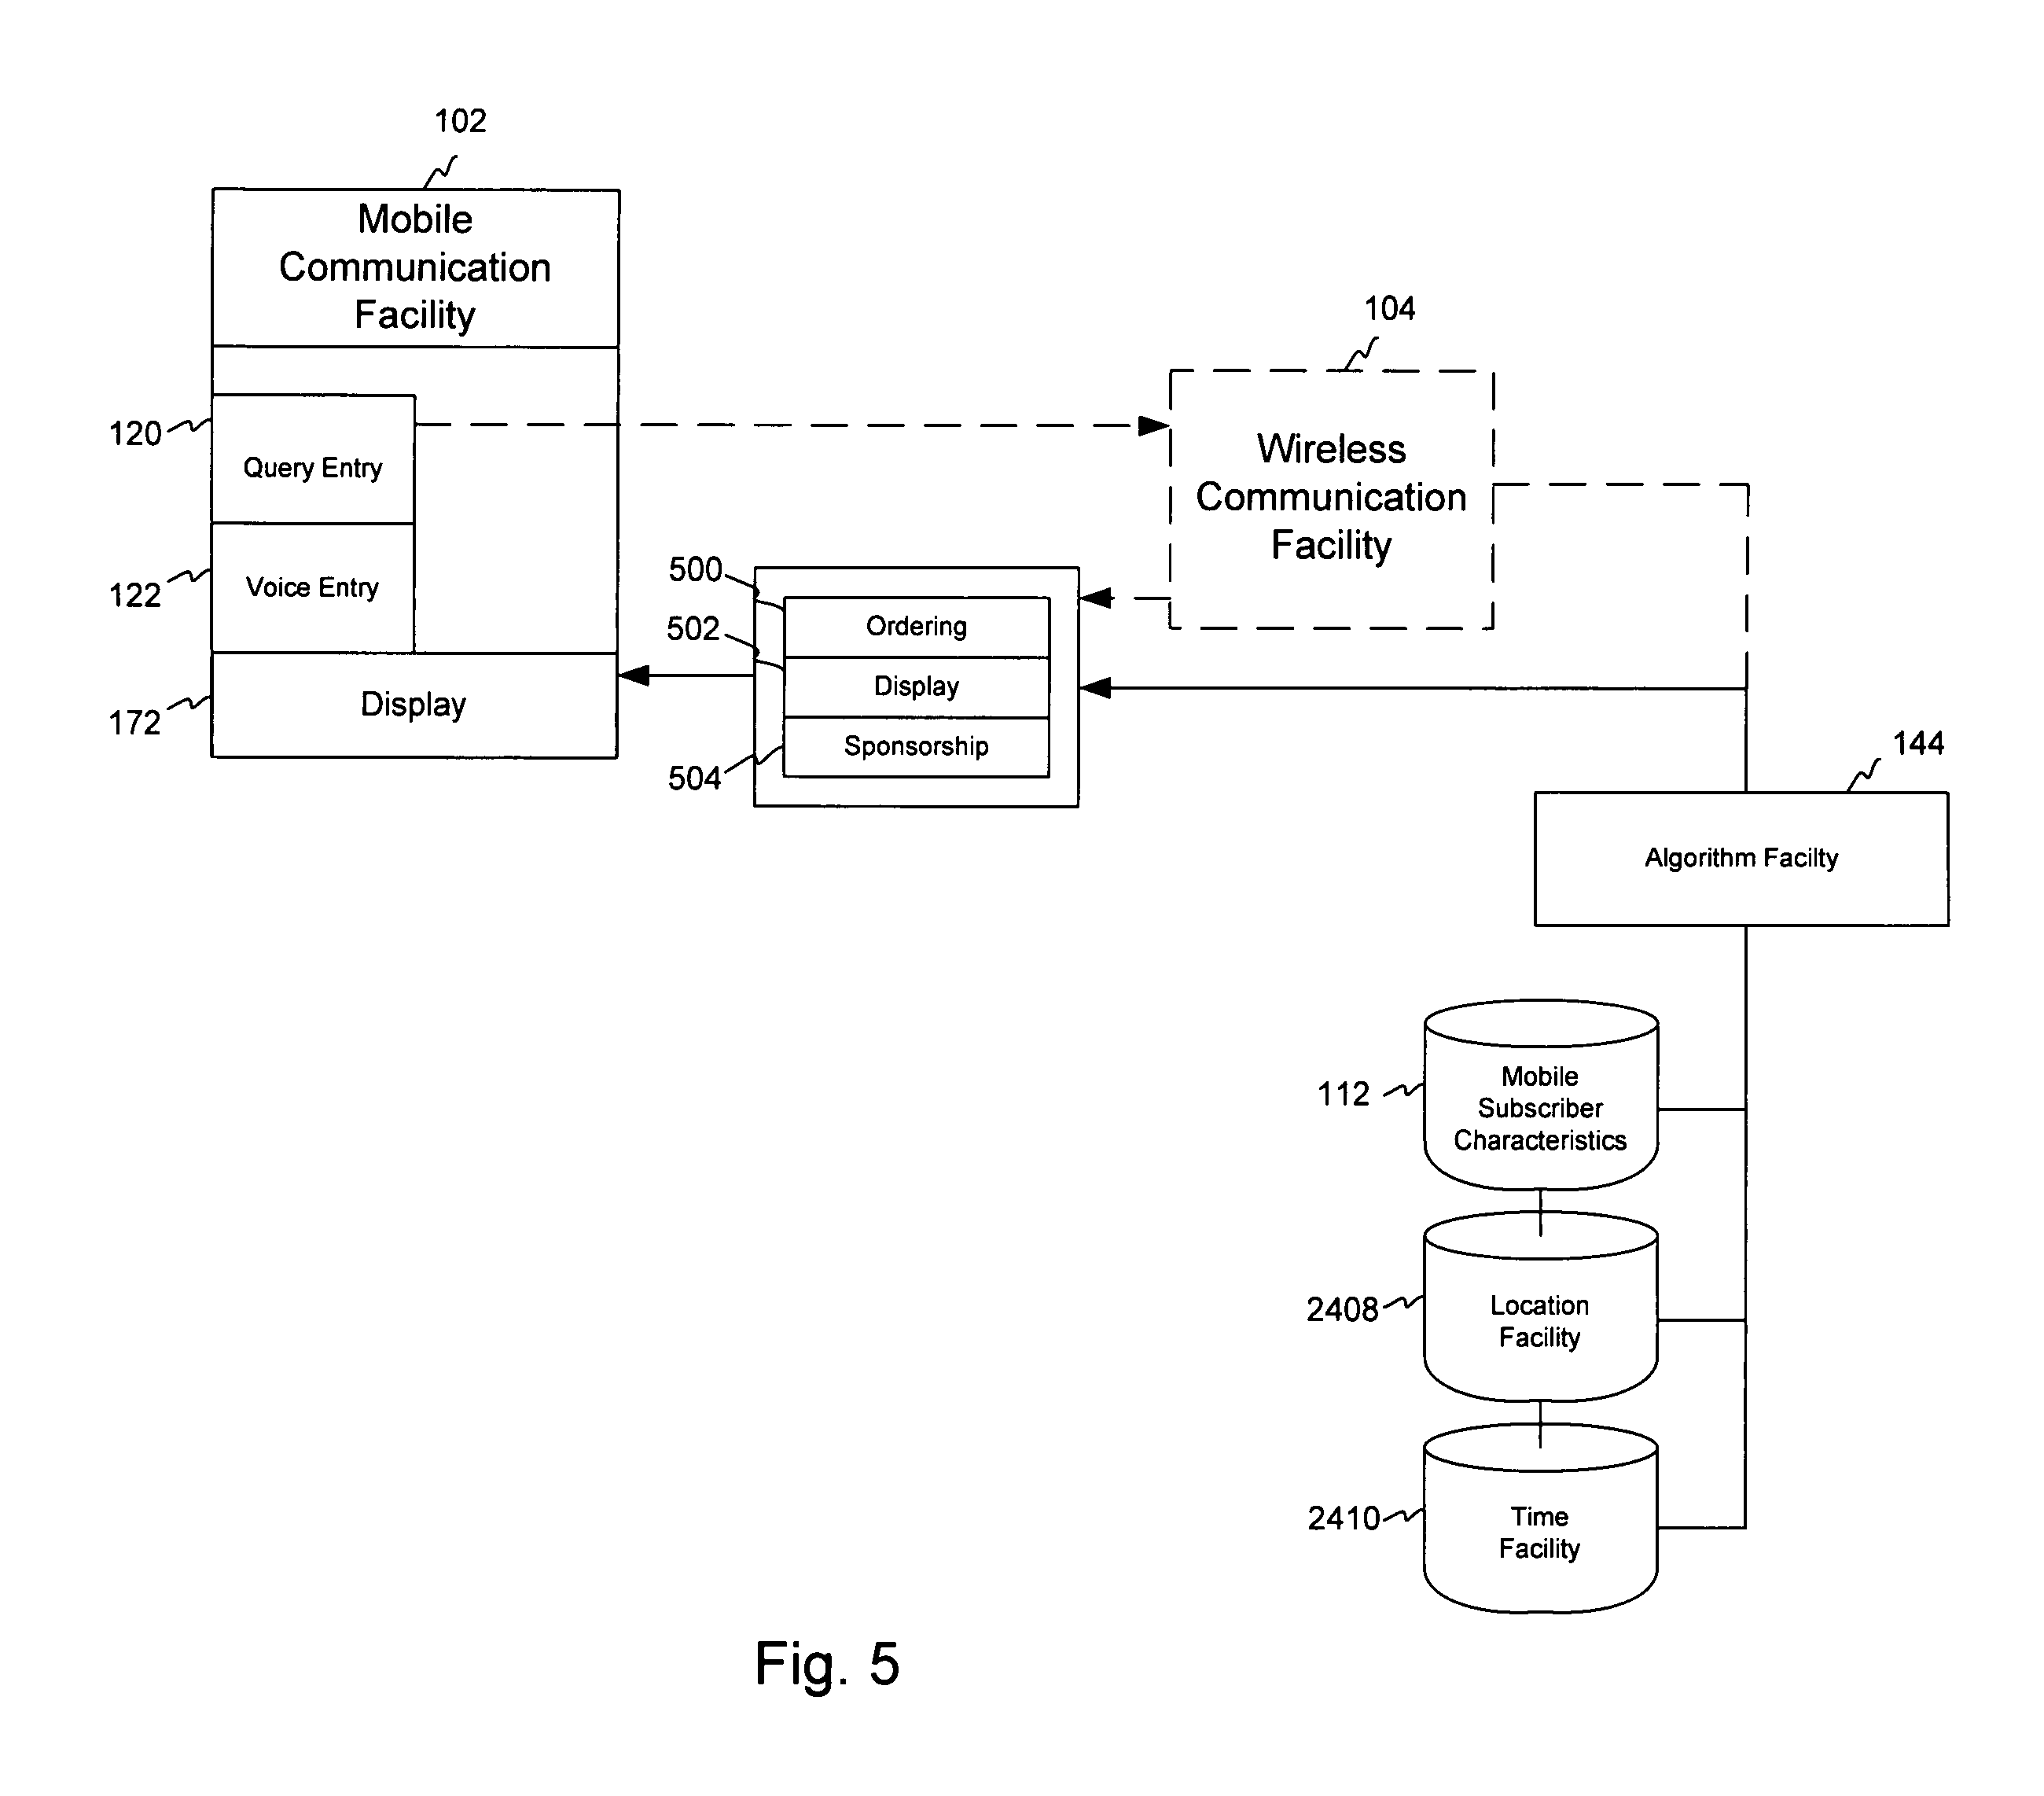 102
Mobile
Communication
Facility
104
120
Query Entry
Wireless
Communication
Facility
122
Voice Entry
500
Ordering
502
Display
172
Display
504
Sponsorship
144
Algorithm Facilty
112
Mobile
Subscriber
Characteristics
2408
Location
Facility
2410
Time
Facility
Fig. 5